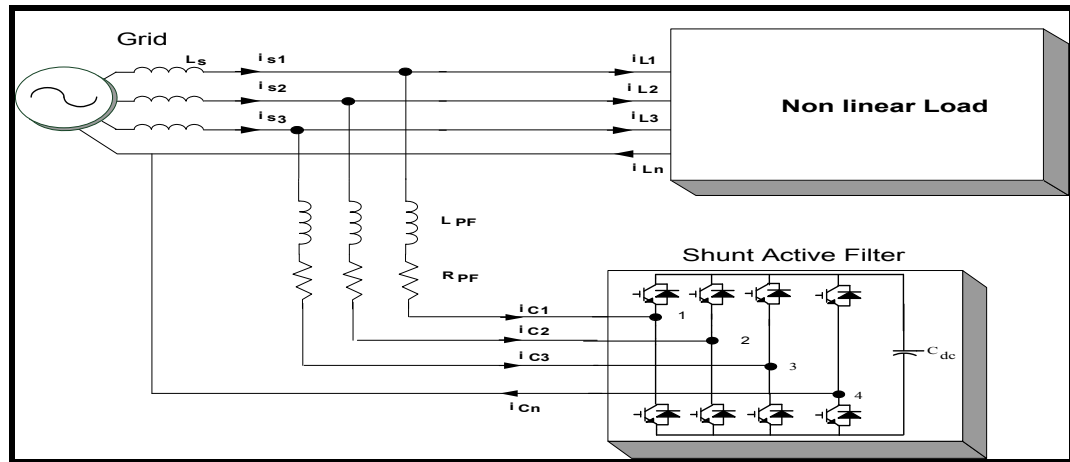 Grid
Ls
is1
iL1
is2
iL2
is3
iL3
iLn
Non linear Load
LPF
RPF
Shunt Active Filter
iC1
1
iC2
2
iC3
3
Cdc
4
iCn